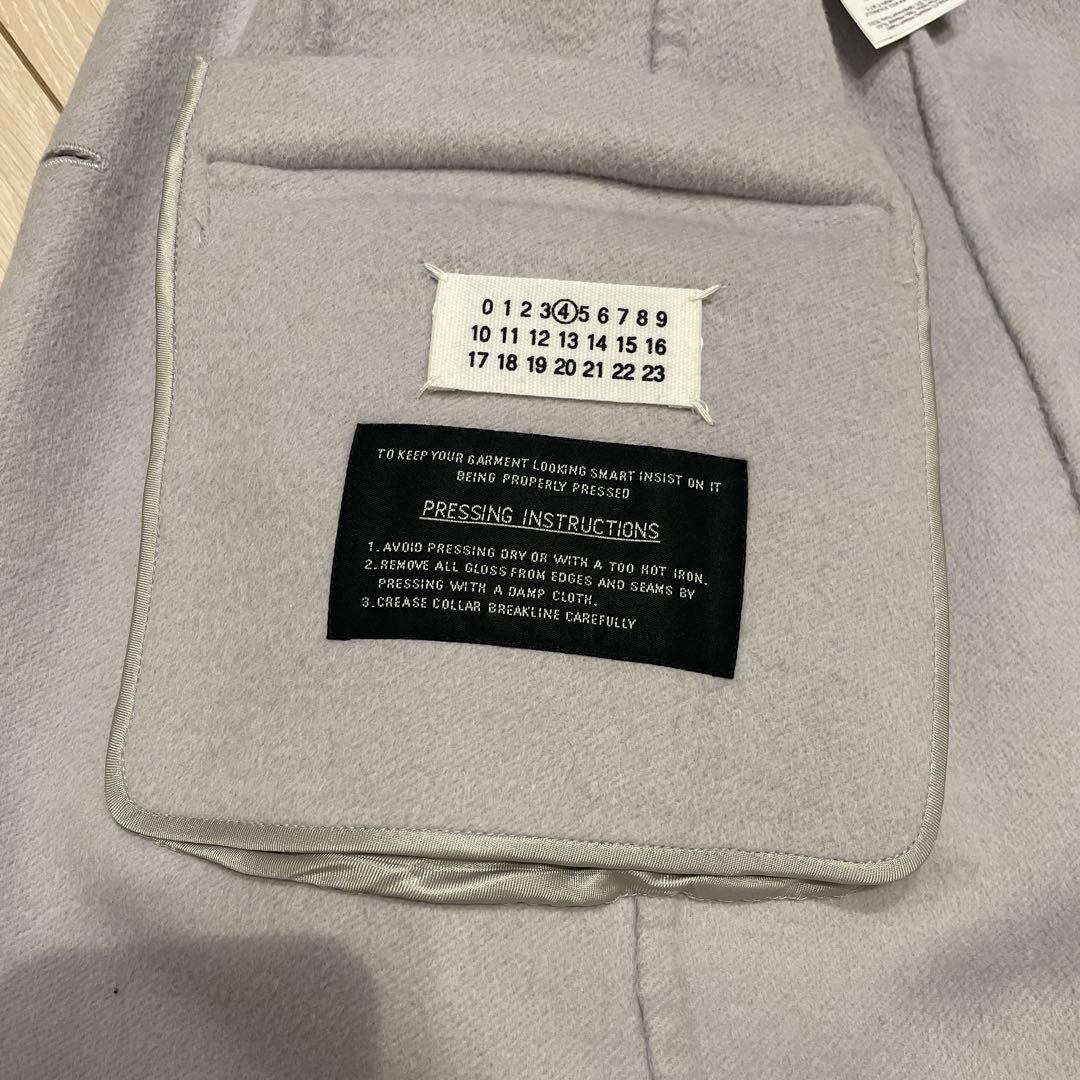 0 1 2 3 4 5 6 7 8 9
10 11 12 13 14 15 16
17 18 19 20 21 22 23
TO KEEP YOUR GARMENT LOOKING SMART INSIST ON IT
BEING PROPERLY PRESSED
PRESSING INSTRUCTIONS
1. AVOID PRESSING DRY OR WITH A TOO HOT IRON.
2. REMOVE ALL GLOSS FROM EDGES AND SEAMS BY
PRESSING WITH A DAMP CLOTH.
3. CREASE COLLAR BREAKLINE CAREFULLY